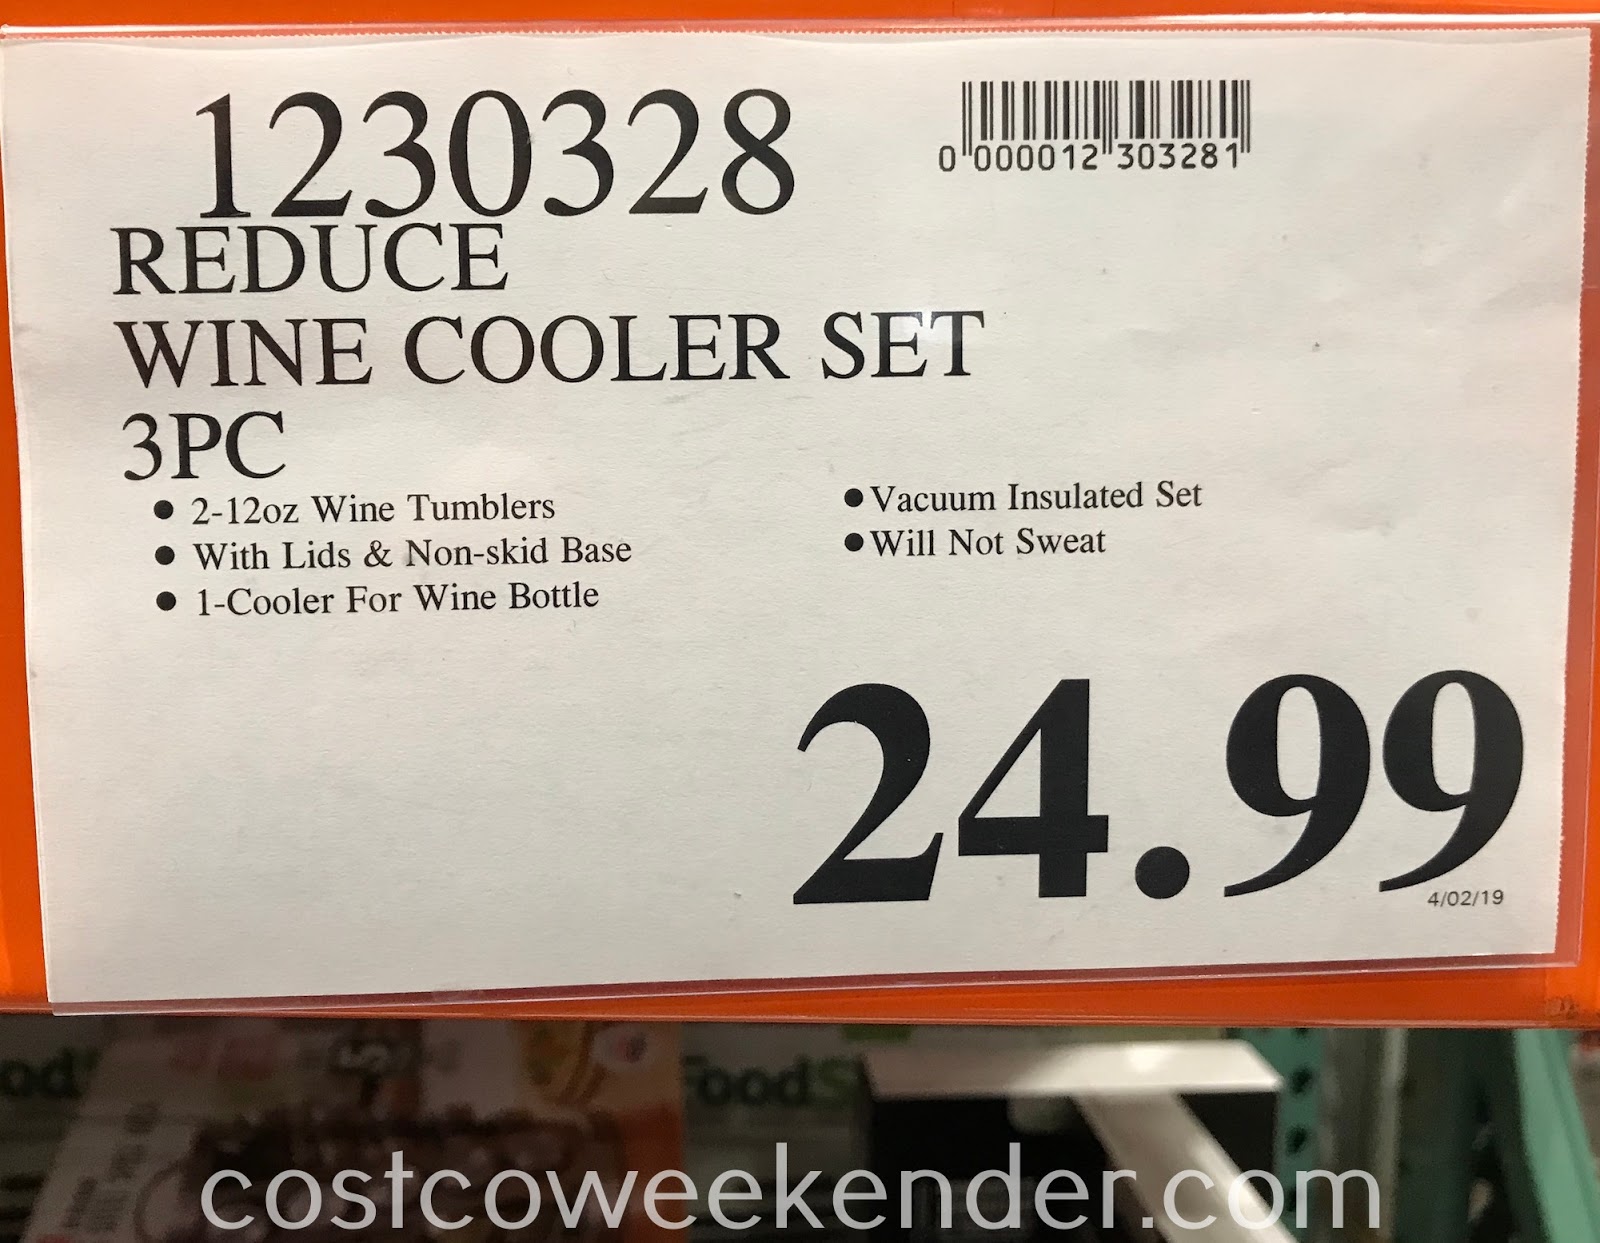 1230328
0 000012 303281
REDUCE
WINE COOLER SET
3PC
• 2-12oz Wine Tumblers
• With Lids & Non-skid Base
• 1-Cooler For Wine Bottle
• Vacuum Insulated Set
• Will Not Sweat
24.99
4/02/19
costcoweekender.com